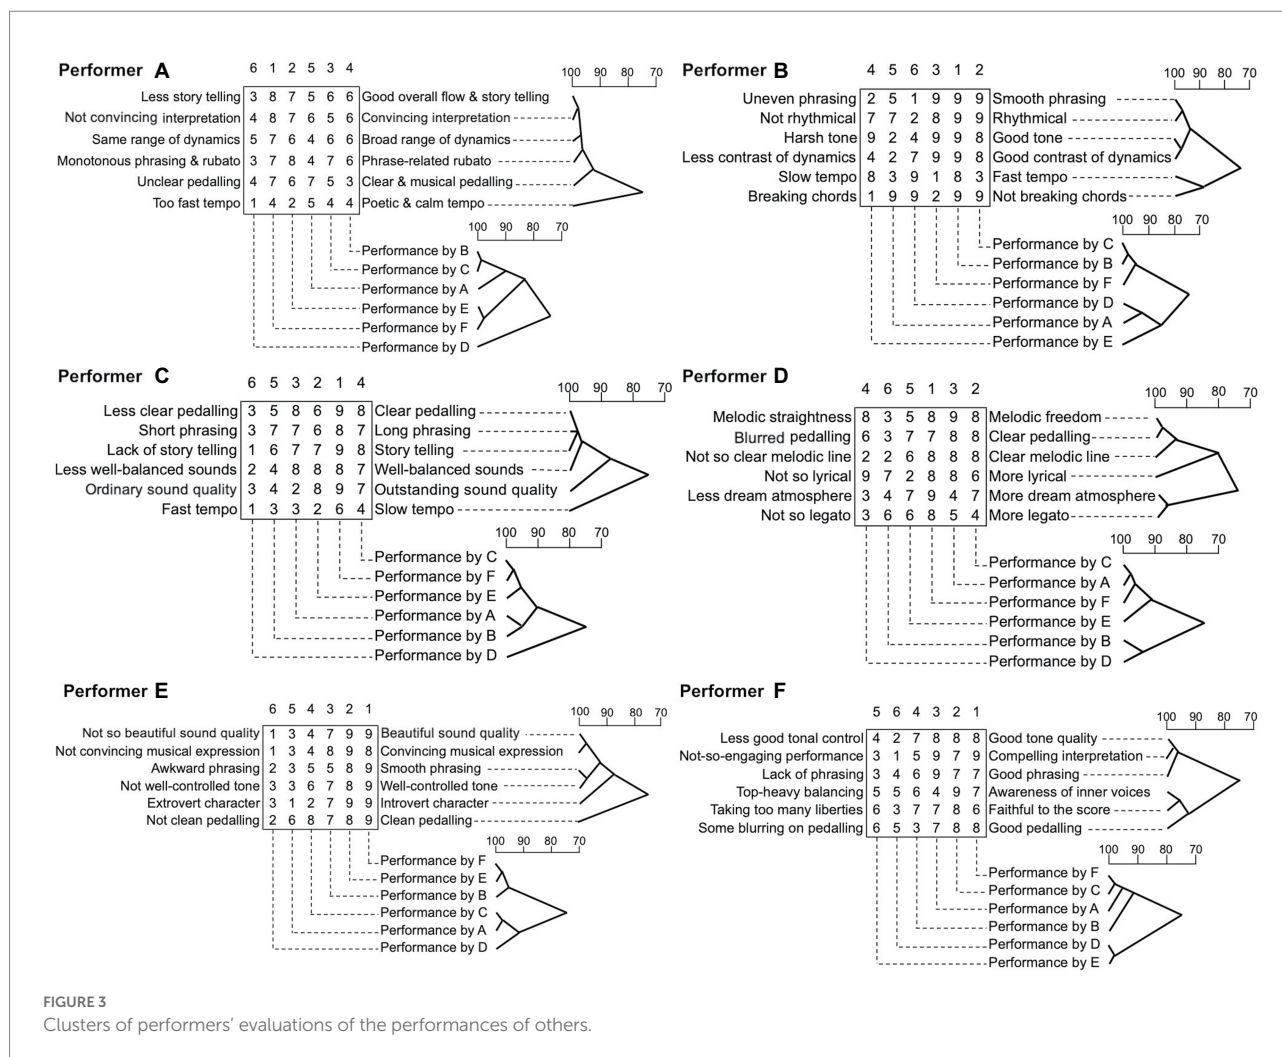 Performer A
6 1 2 5 3 4
100 90 80 70
Less story telling 3 8 7 5 6 6 Good overall flow & story telling
Not convincing interpretation 4 8 7 6 5 6 Convincing interpretation
Same range of dynamics 5 7 6 4 6 6 Broad range of dynamics
Monotonous phrasing & rubato 3 7 8 4 7 6 Phrase-related rubato
Unclear pedalling 4 7 6 7 5 3 Clear & musical pedalling
Too fast tempo 1 4 2 5 4 4 Poetic & calm tempo
100 90 80 70
Performance by B
Performance by C
Performance by A
Performance by E
Performance by F
Performance by D
Performer B
4 5 6 3 1 2
100 90 80 70
Uneven phrasing 2 5 1 9 9 9 Smooth phrasing
Not rhythmical 7 7 2 8 9 9 Rhythmical
Harsh tone 9 2 4 9 9 8 Good tone
Less contrast of dynamics 4 2 7 9 9 8 Good contrast of dynamics
Slow tempo 8 3 9 1 8 3 Fast tempo
Breaking chords 1 9 9 2 9 9 Not breaking chords
100 90 80 70
Performance by C
Performance by B
Performance by F
Performance by D
Performance by A
Performance by E
Performer C
6 5 3 2 1 4
100 90 80 70
Less clear pedalling 3 5 8 6 9 8 Clear pedalling
Short phrasing 3 7 7 6 8 7 Long phrasing
Lack of story telling 1 6 7 7 9 8 Story telling
Less well-balanced sounds 2 4 8 8 8 7 Well-balanced sounds
Ordinary sound quality 3 4 2 8 9 7 Outstanding sound quality
Fast tempo 1 3 3 2 6 4 Slow tempo
100 90 80 70
Performance by C
Performance by F
Performance by E
Performance by A
Performance by B
Performance by D
Performer D
4 6 5 1 3 2
100 90 80 70
Melodic straightness 8 3 5 8 9 8 Melodic freedom
Blurred pedalling 6 3 7 7 8 8 Clear pedalling
Not so clear melodic line 2 2 6 8 8 8 Clear melodic line
Not so lyrical 9 7 2 8 8 6 More lyrical
Less dream atmosphere 3 4 7 9 4 7 More dream atmosphere
Not so legato 3 6 6 8 5 4 More legato
100 90 80 70
Performance by C
Performance by A
Performance by F
Performance by E
Performance by B
Performance by D
Performer E
6 5 4 3 2 1
100 90 80 70
Not so beautiful sound quality 1 3 4 7 9 9 Beautiful sound quality
Not convincing musical expression 1 3 4 8 9 8 Convincing musical expression
Awkward phrasing 2 3 5 5 8 9 Smooth phrasing
Not well-controlled tone 3 3 6 7 8 9 Well-controlled tone
Extrovert character 3 1 2 7 9 9 Introvert character
Not clean pedalling 2 6 8 7 8 9 Clean pedalling
100 90 80 70
Performance by F
Performance by E
Performance by B
Performance by C
Performance by A
Performance by D
Performer F
5 6 4 3 2 1
100 90 80 70
Less good tonal control 4 2 7 8 8 8 Good tone quality
Not-so-engaging performance 3 1 5 9 7 9 Compelling interpretation
Lack of phrasing 3 4 6 9 7 7 Good phrasing
Top-heavy balancing 5 5 6 4 9 7 Awareness of inner voices
Taking too many liberties 6 3 7 7 8 6 Faithful to the score
Some blurring on pedalling 6 5 3 7 8 8 Good pedalling
100 90 80 70
Performance by F
Performance by C
Performance by A
Performance by B
Performance by D
Performance by E
FIGURE 3
Clusters of performers’ evaluations of the performances of others.